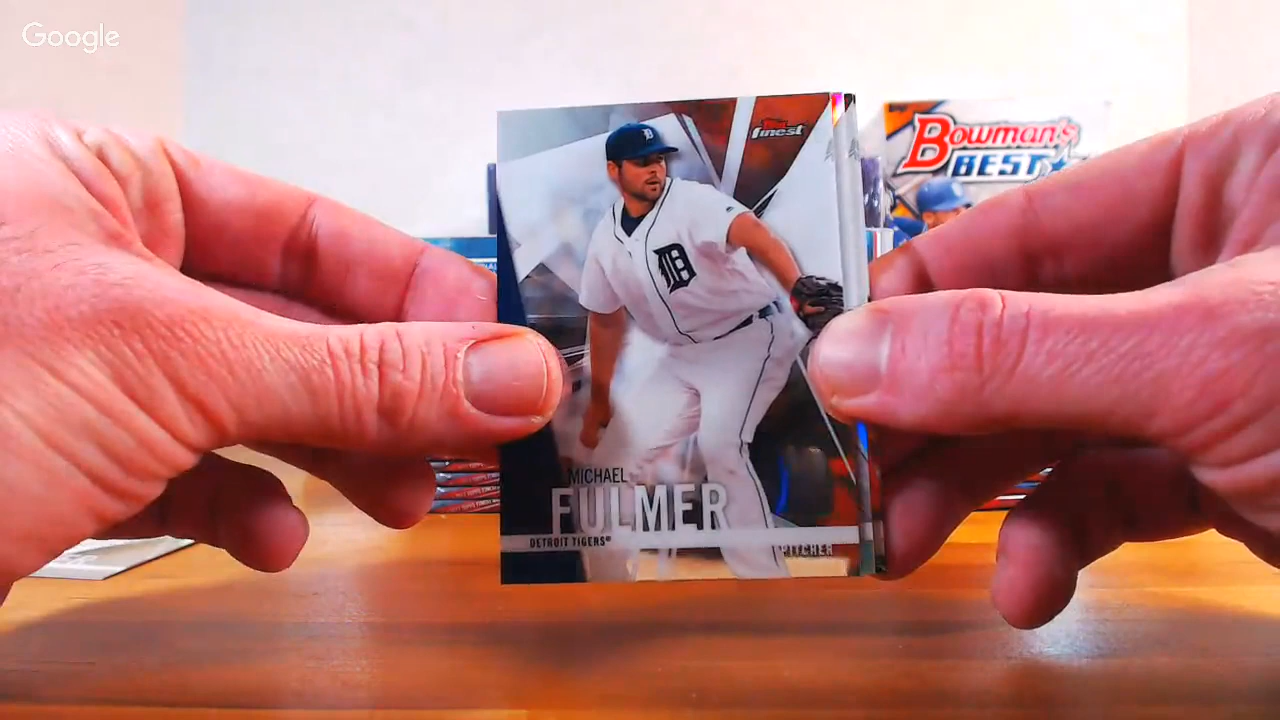 Google
finest
BOWMAN'S
BEST
D
D
MICHAEL
FULMER
DETROIT TIGERS®
PITCHER